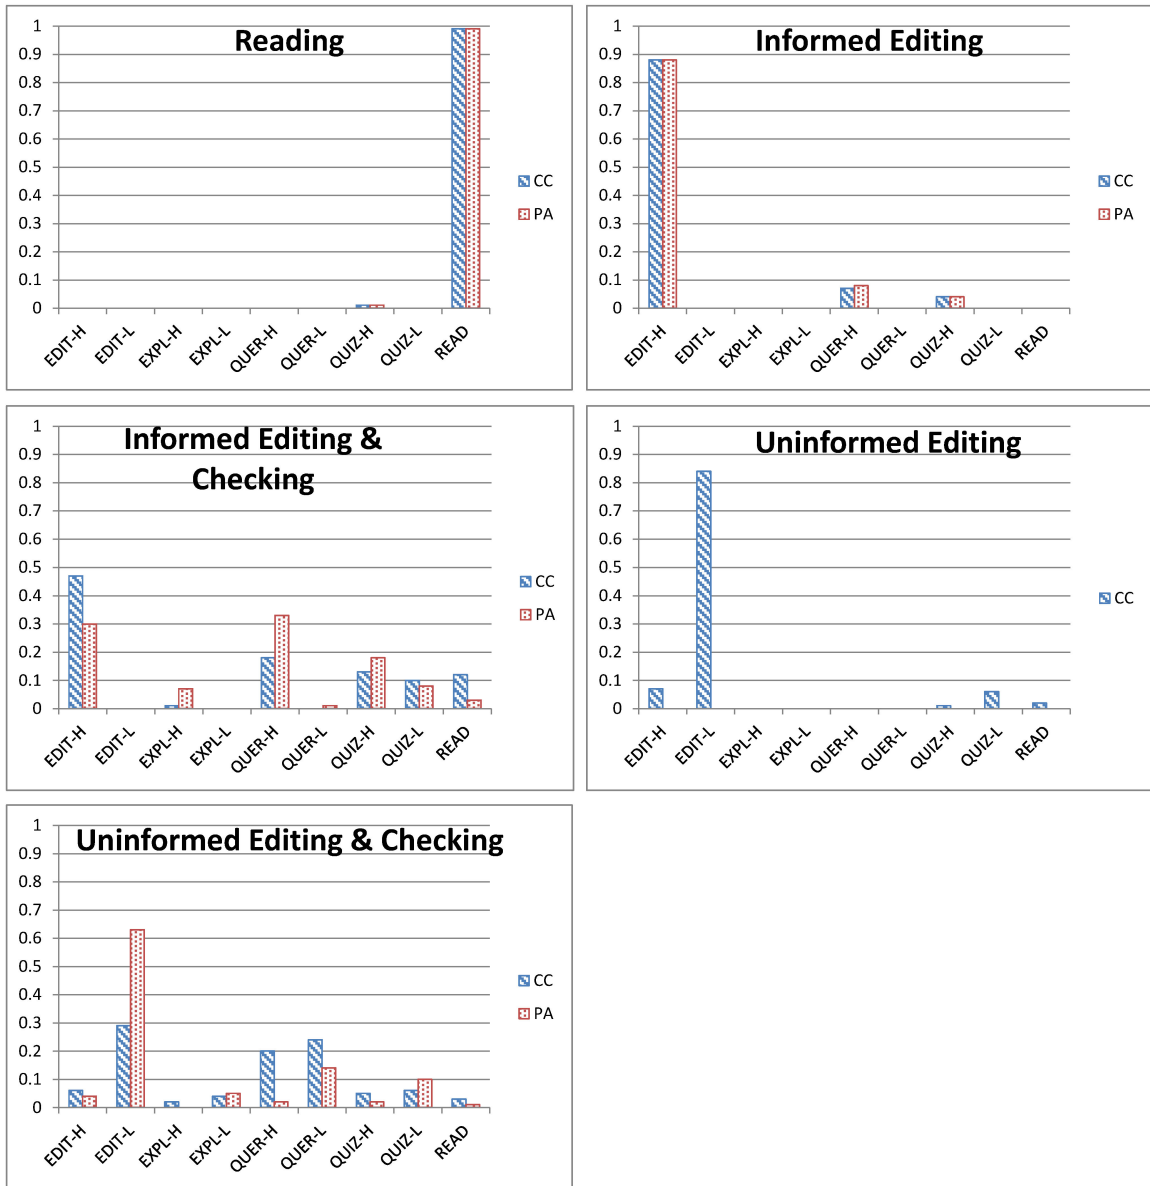 Reading
1
0.9
0.8
0.7
0.6
0.5
0.4
0.3
0.2
0.1
0
EDIT-H
EDIT-L
EXPL-H
EXPL-L
QUER-H
QUER-L
QUIZ-H
QUIZ-L
READ
CC
PA
Informed Editing
1
0.9
0.8
0.7
0.6
0.5
0.4
0.3
0.2
0.1
0
EDIT-H
EDIT-L
EXPL-H
EXPL-L
QUER-H
QUER-L
QUIZ-H
QUIZ-L
READ
CC
PA
Informed Editing &
Checking
1
0.9
0.8
0.7
0.6
0.5
0.4
0.3
0.2
0.1
0
EDIT-H
EDIT-L
EXPL-H
EXPL-L
QUER-H
QUER-L
QUIZ-H
QUIZ-L
READ
CC
PA
Uninformed Editing
1
0.9
0.8
0.7
0.6
0.5
0.4
0.3
0.2
0.1
0
EDIT-H
EDIT-L
EXPL-H
EXPL-L
QUER-H
QUER-L
QUIZ-H
QUIZ-L
READ
CC
Uninformed Editing & Checking
1
0.9
0.8
0.7
0.6
0.5
0.4
0.3
0.2
0.1
0
EDIT-H
EDIT-L
EXPL-H
EXPL-L
QUER-H
QUER-L
QUIZ-H
QUIZ-L
READ
CC
PA